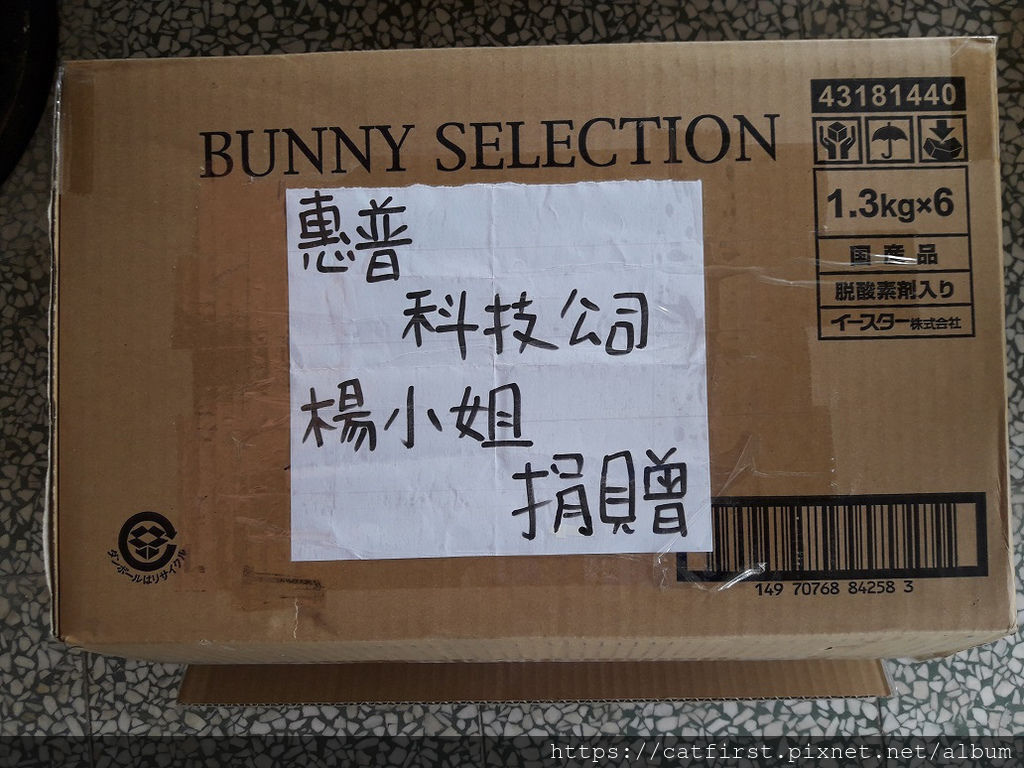 BUNNY SELECTION
43181440
1.3kg×6
国産品
脱酸素剤入り
イースター株式会社
惠普
科技公司
楊小姐
捐贈
ダンボールはリサイクル
149 70768 84258 3
https://catfirst.pixnet.net/album